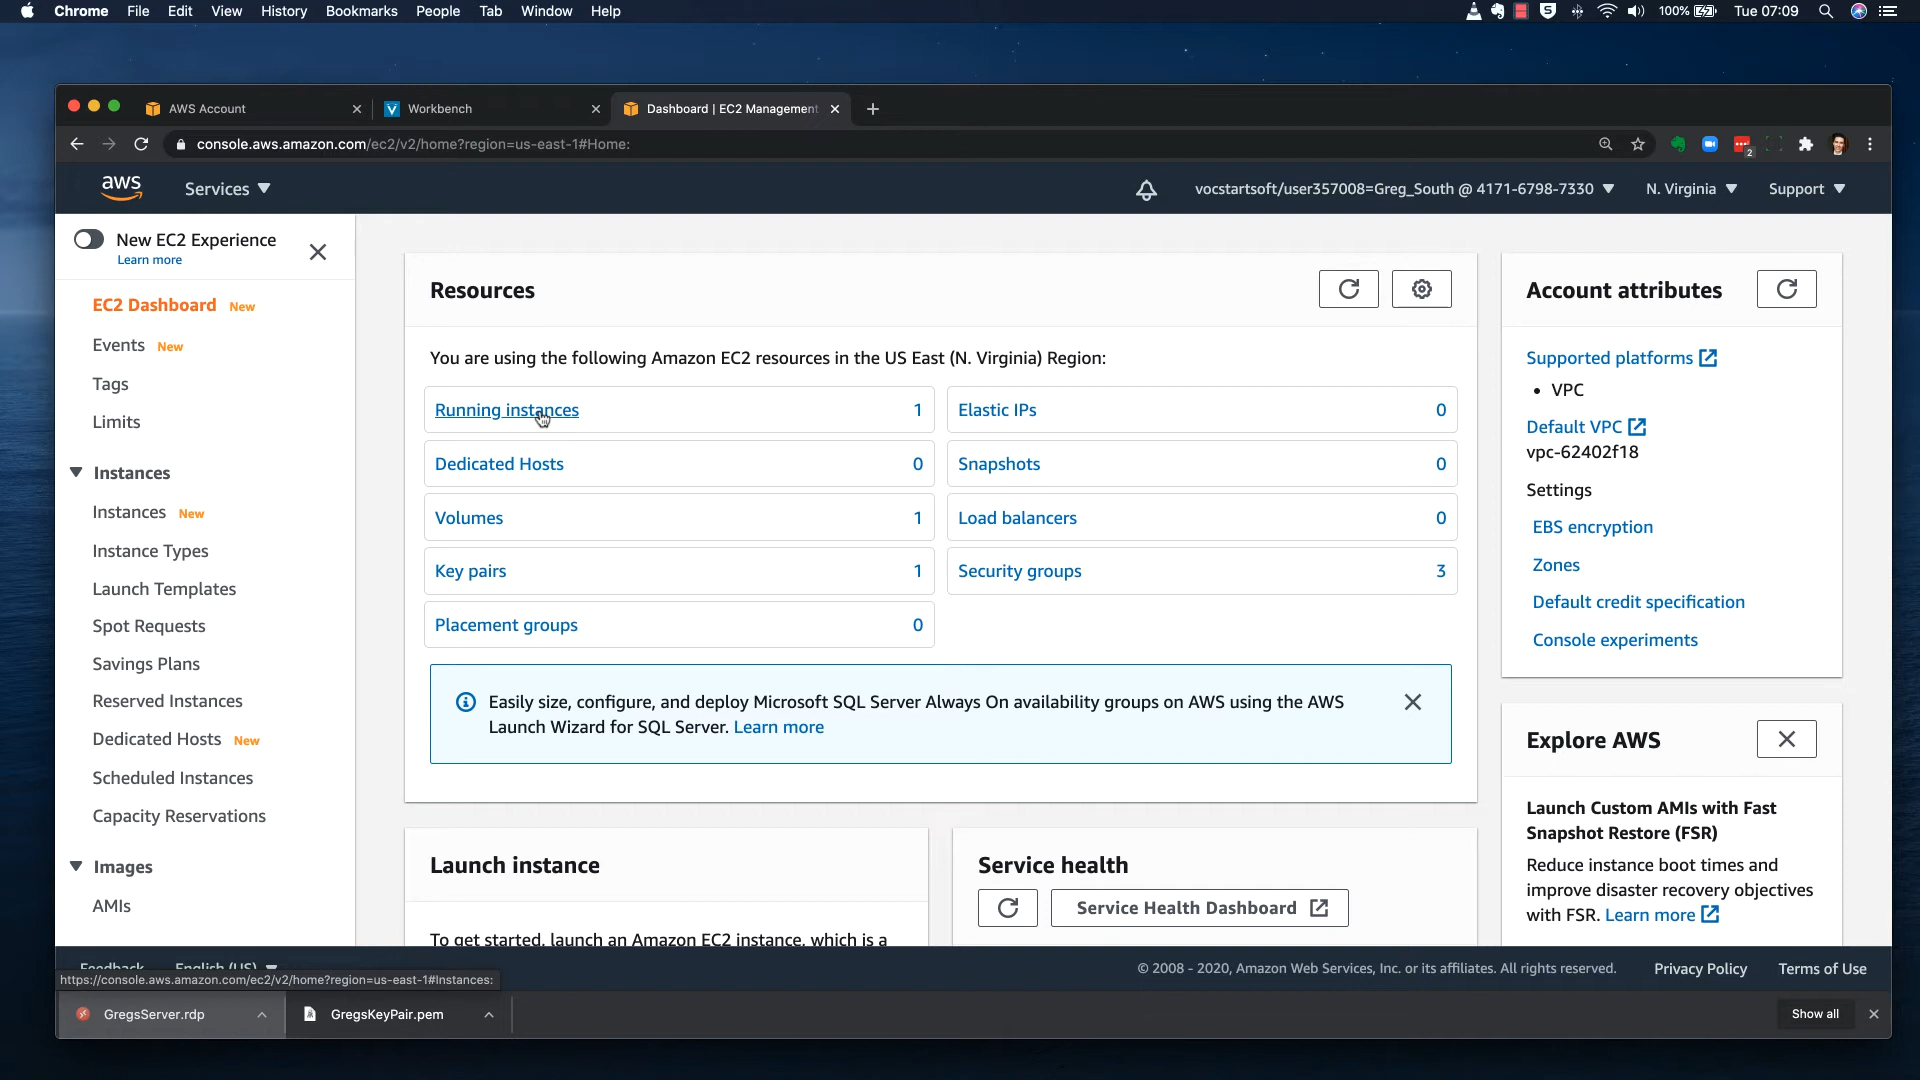 Chrome File Edit View History Bookmarks People Tab Window Help 100% Tue 07:09
AWS Account Workbench Dashboard | EC2 Management
console.aws.amazon.com/ec2/v2/home?region=us-east-1#Home: 2
aws Services vocstartsoft/user357008=Greg_South @ 4171-6798-7330 N. Virginia Support
New EC2 Experience
Learn more
EC2 Dashboard New
Events New
Tags
Limits
Instances
Instances New
Instance Types
Launch Templates
Spot Requests
Savings Plans
Reserved Instances
Dedicated Hosts New
Scheduled Instances
Capacity Reservations
Images
AMIs
Resources
You are using the following Amazon EC2 resources in the US East (N. Virginia) Region:
Running instances 1
Elastic IPs 0
Dedicated Hosts 0
Snapshots 0
Volumes 1
Load balancers 0
Key pairs 1
Security groups 3
Placement groups 0
Easily size, configure, and deploy Microsoft SQL Server Always On availability groups on AWS using the AWS
Launch Wizard for SQL Server. Learn more
Launch instance
To get started, launch an Amazon EC2 instance, which is a
Service health
Service Health Dashboard
Account attributes
Supported platforms
• VPC
Default VPC
vpc-62402f18
Settings
EBS encryption
Zones
Default credit specification
Console experiments
Explore AWS
Launch Custom AMIs with Fast
Snapshot Restore (FSR)
Reduce instance boot times and
improve disaster recovery objectives
with FSR. Learn more
Feedback English (US) © 2008 - 2020, Amazon Web Services, Inc. or its affiliates. All rights reserved. Privacy Policy Terms of Use
https://console.aws.amazon.com/ec2/v2/home?region=us-east-1#Instances:
GregsServer.rdp GregsKeyPair.pem Show all